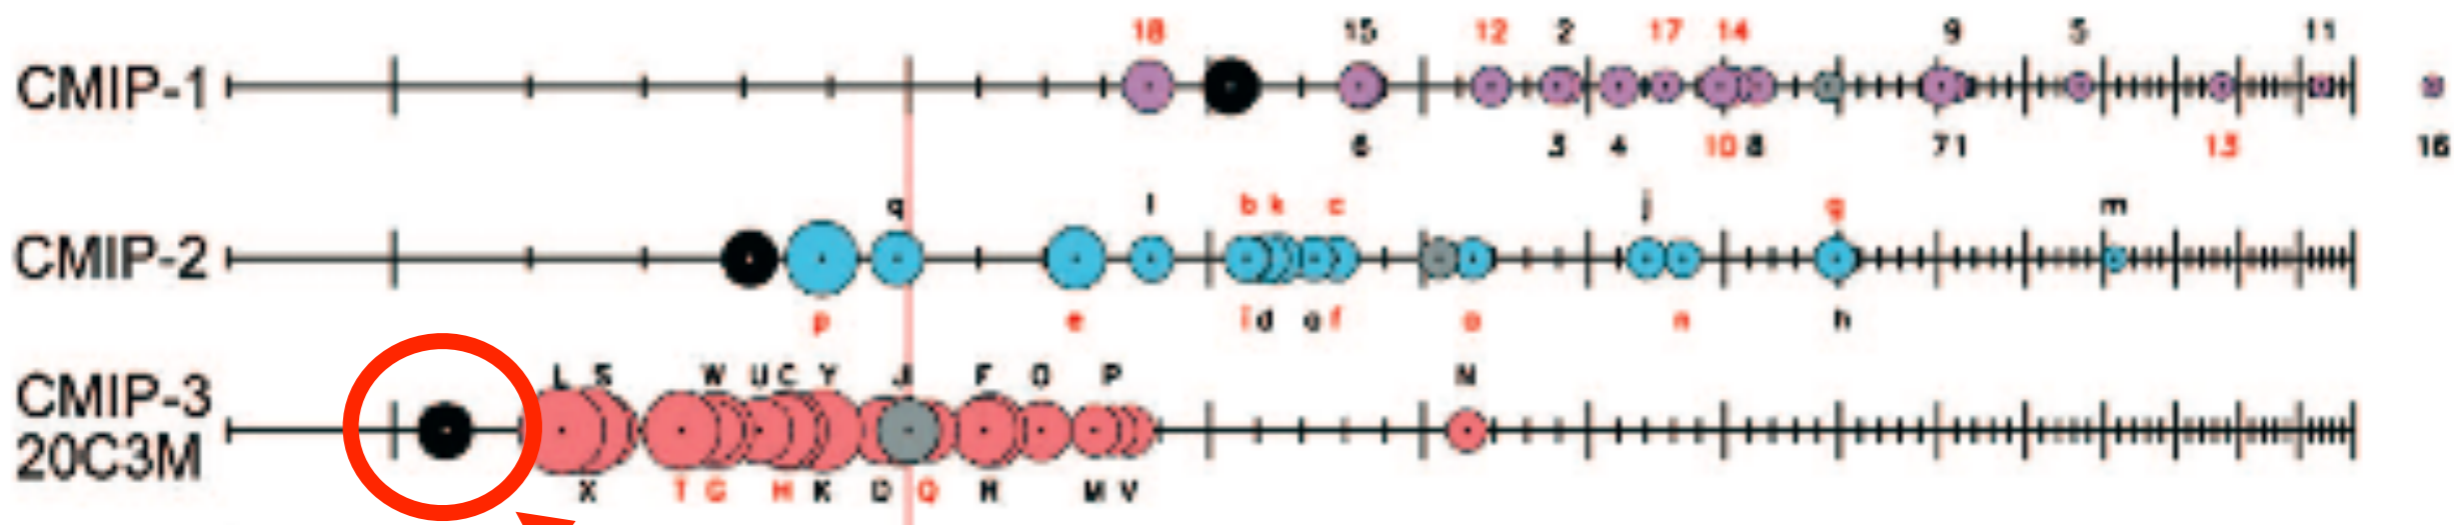 18 15 12 2 17 14 9 5 11
CMIP-1
6 3 4 10 8 7 1 13 16
q l b k c j g m
CMIP-2
p e i d a f o n h
L S W U C Y J I F O P N
CMIP-3
20C3M
X T G H K D Q R M V